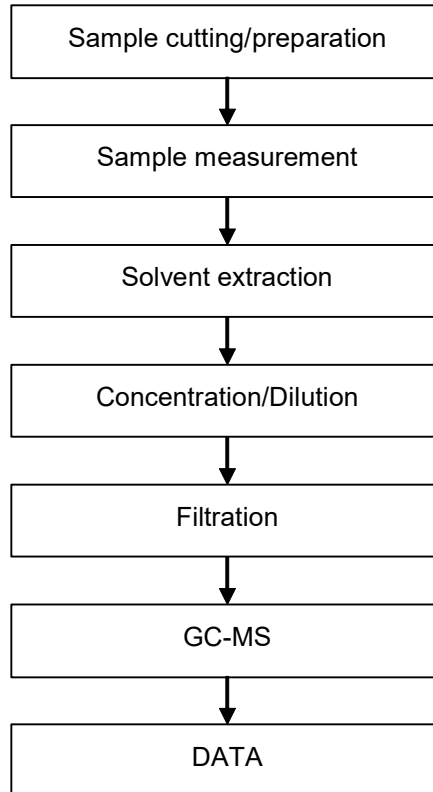 Sample cutting/preparation
Sample measurement
Solvent extraction
Concentration/Dilution
Filtration
GC-MS
DATA